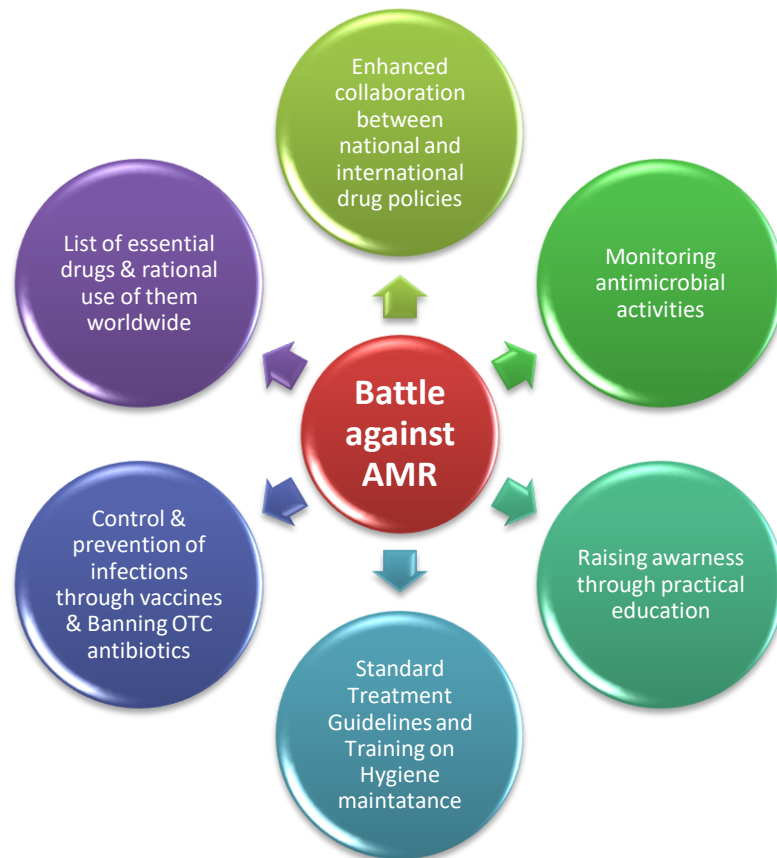 Enhanced
collaboration
between
national and
international
drug policies
List of essential
drugs & rational
use of them
worldwide
Monitoring
antimicrobial
activities
Battle
against
AMR
Control &
prevention of
infections
through vaccines
& Banning OTC
antibiotics
Raising awarness
through practical
education
Standard
Treatment
Guidelines and
Training on
Hygiene
maintatance